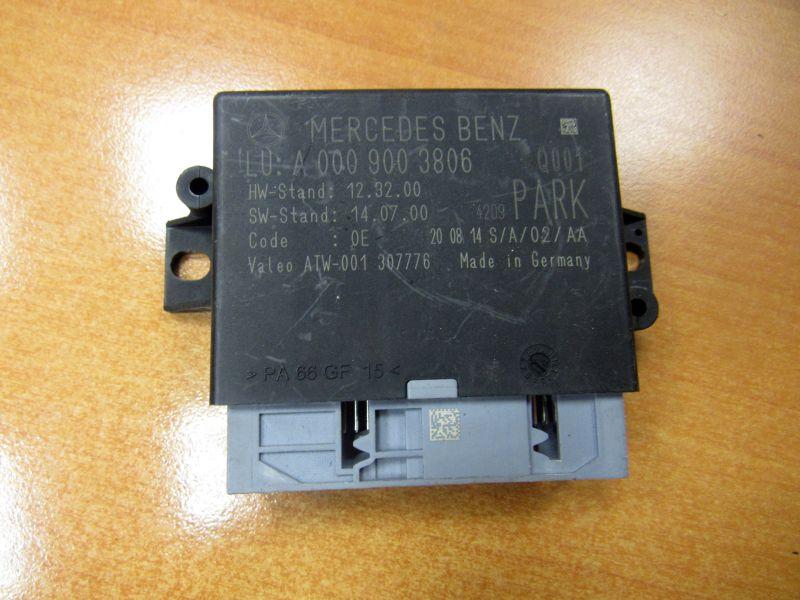 MERCEDES BENZ
!LU: A 000 900 3806 Q001
HW-Stand: 12.32.00
SW-Stand: 14.07.00 4209 PARK
Code : 0E 20 08 14 S/A/02/AA
Valeo ATW-001 307776 Made in Germany
> PA 66 GF 15 <